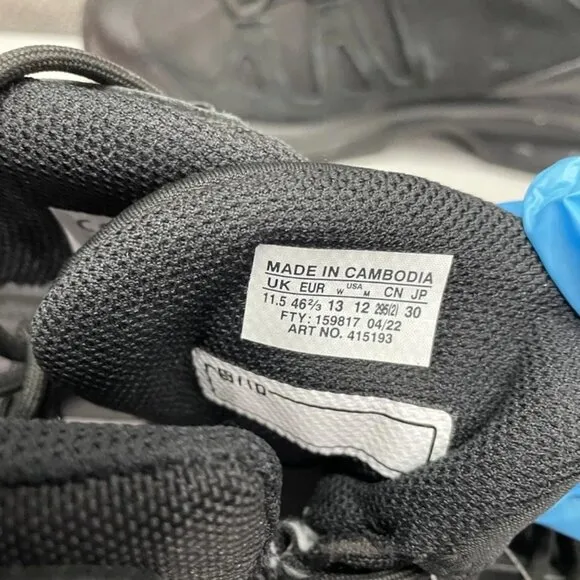 MADE IN CAMBODIA
UK EUR W USA M CN JP
11.5 46⅔ 13 12 295(2) 30
FTY: 159817 04/22
ART NO. 415193
/ID